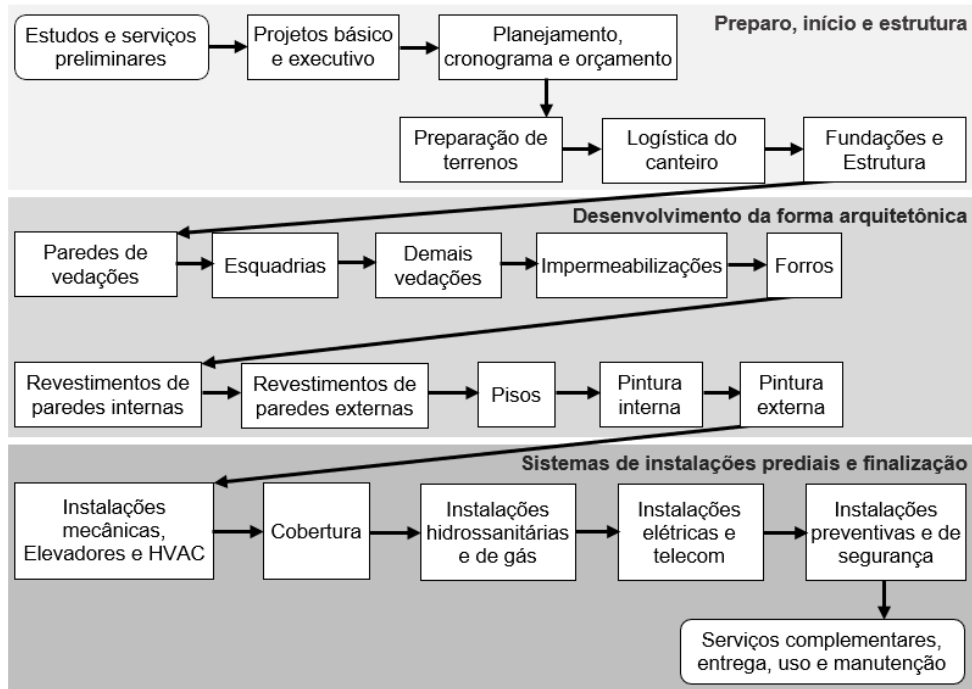 Preparo, início e estrutura
Estudos e serviços
preliminares
Projetos básico
e executivo
Planejamento,
cronograma e orçamento
Preparação de
terrenos
Logística do
canteiro
Fundações e
Estrutura
Desenvolvimento da forma arquitetônica
Paredes de
vedações
Esquadrias
Demais
vedações
Impermeabilizações
Forros
Revestimentos de
paredes internas
Revestimentos de
paredes externas
Pisos
Pintura
interna
Pintura
externa
Sistemas de instalações prediais e finalização
Instalações
mecânicas,
Elevadores e HVAC
Cobertura
Instalações
hidrossanitárias
e de gás
Instalações
elétricas e
telecom
Instalações
preventivas e de
segurança
Serviços complementares,
entrega, uso e manutenção